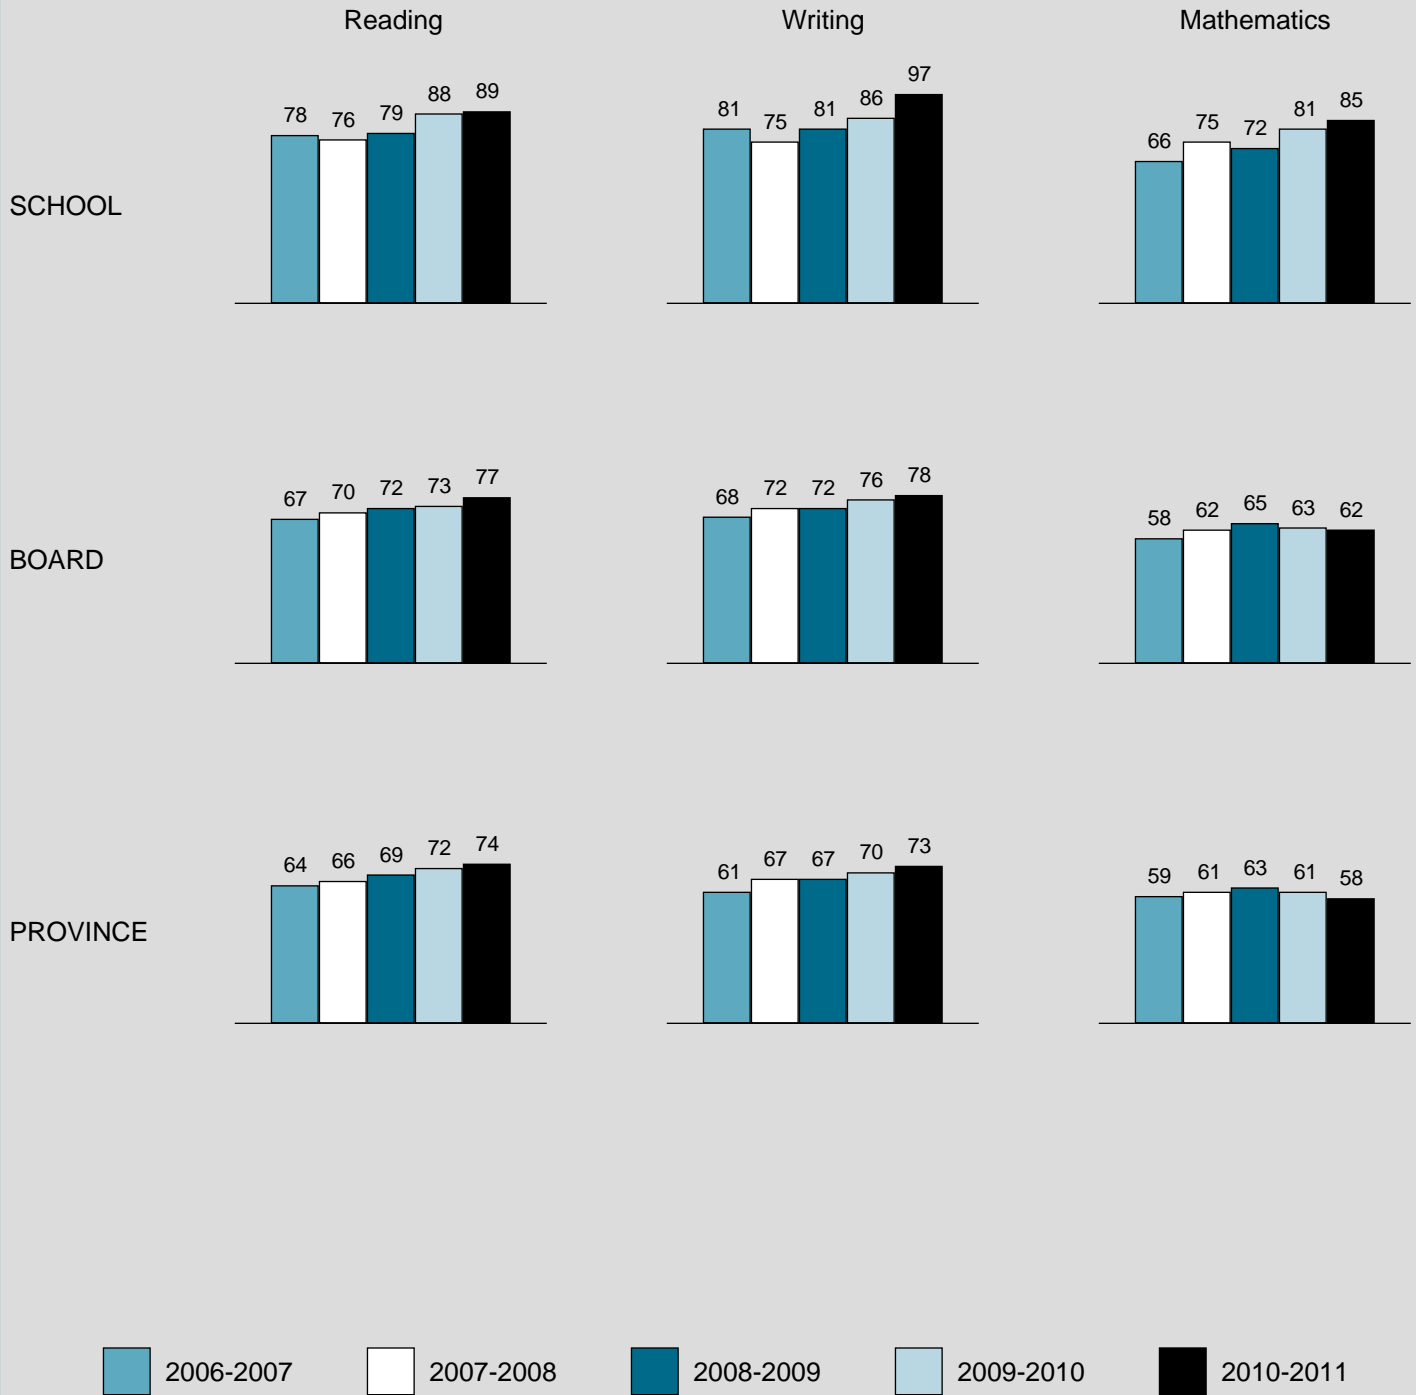 Reading Writing Mathematics
SCHOOL
78 76 79 88 89
81 75 81 86 97
66 75 72 81 85
BOARD
67 70 72 73 77
68 72 72 76 78
58 62 65 63 62
PROVINCE
64 66 69 72 74
61 67 67 70 73
59 61 63 61 58
2006-2007 2007-2008 2008-2009 2009-2010 2010-2011